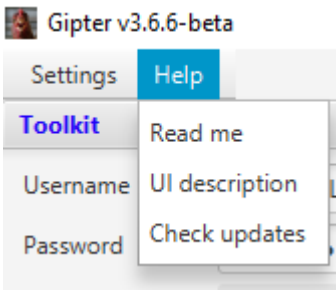 Gipter v3.6.6-beta
Settings Help
Toolkit
Read me
Username UI description
Password Check updates